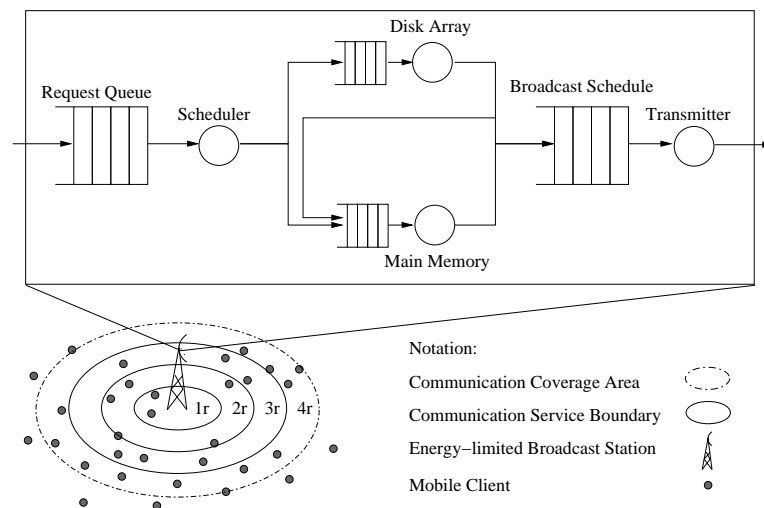 Disk Array
Request Queue
Scheduler
Broadcast Schedule
Transmitter
Main Memory
1r 2r 3r 4r
Notation:
Communication Coverage Area
Communication Service Boundary
Energy−limited Broadcast Station
Mobile Client